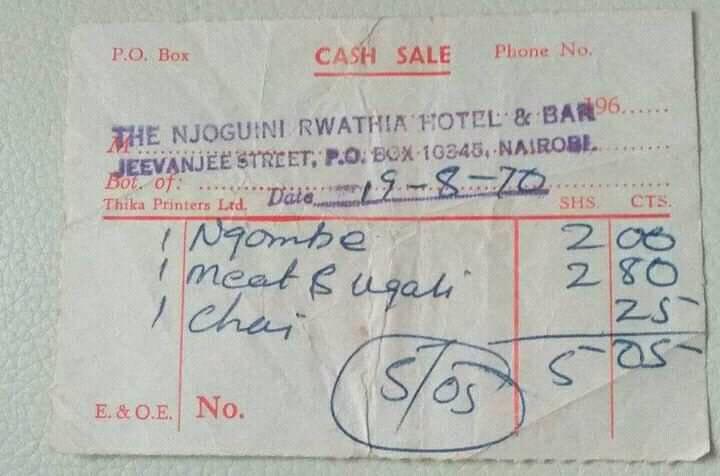 P.O. Box CASH SALE Phone No.
196......
THE NJOGUINI RWATHIA HOTEL & BAR
M
JEEVANJEE STREET, P.O. BOX 10345, NAIROBI.
Bot. of:
Thika Printers Ltd. Date 19-8-70 SHS. CTS.
1 Ngombe 2 00
1 Meat & ugali 2 80
1 Chai 25
5/05 5 05
E. & O.E. No.